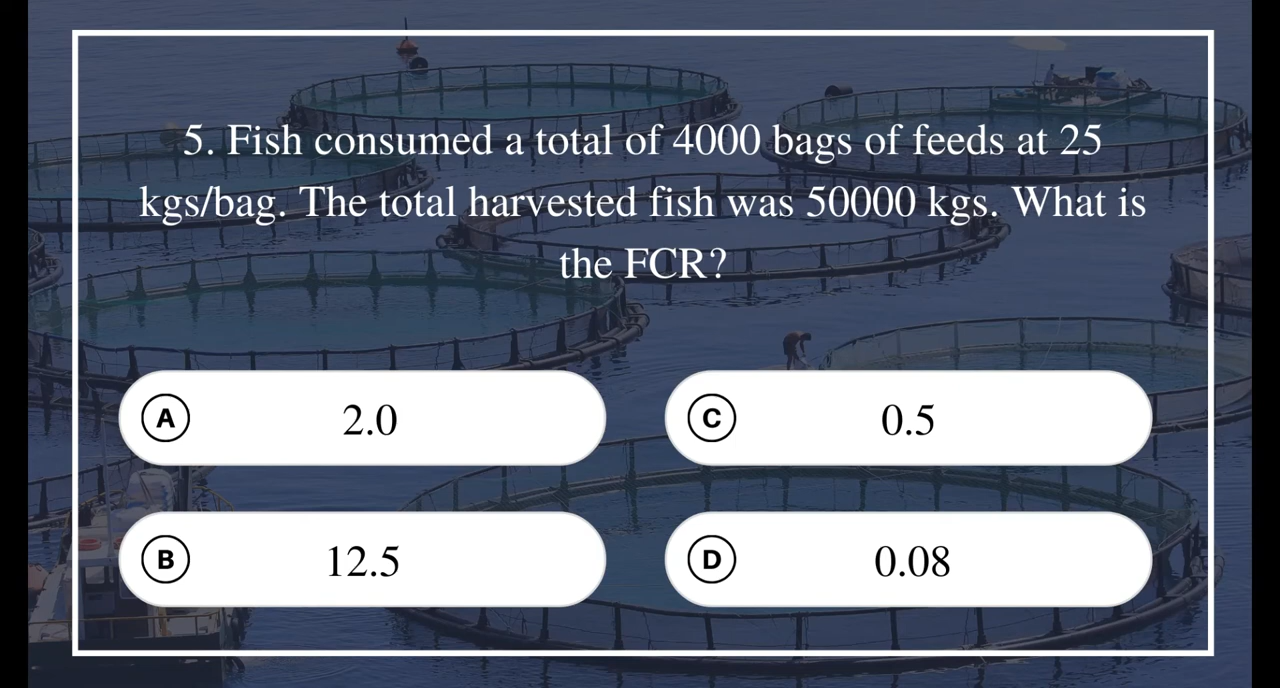 5. Fish consumed a total of 4000 bags of feeds at 25
kgs/bag. The total harvested fish was 50000 kgs. What is
the FCR?
A 2.0
C 0.5
B 12.5
D 0.08